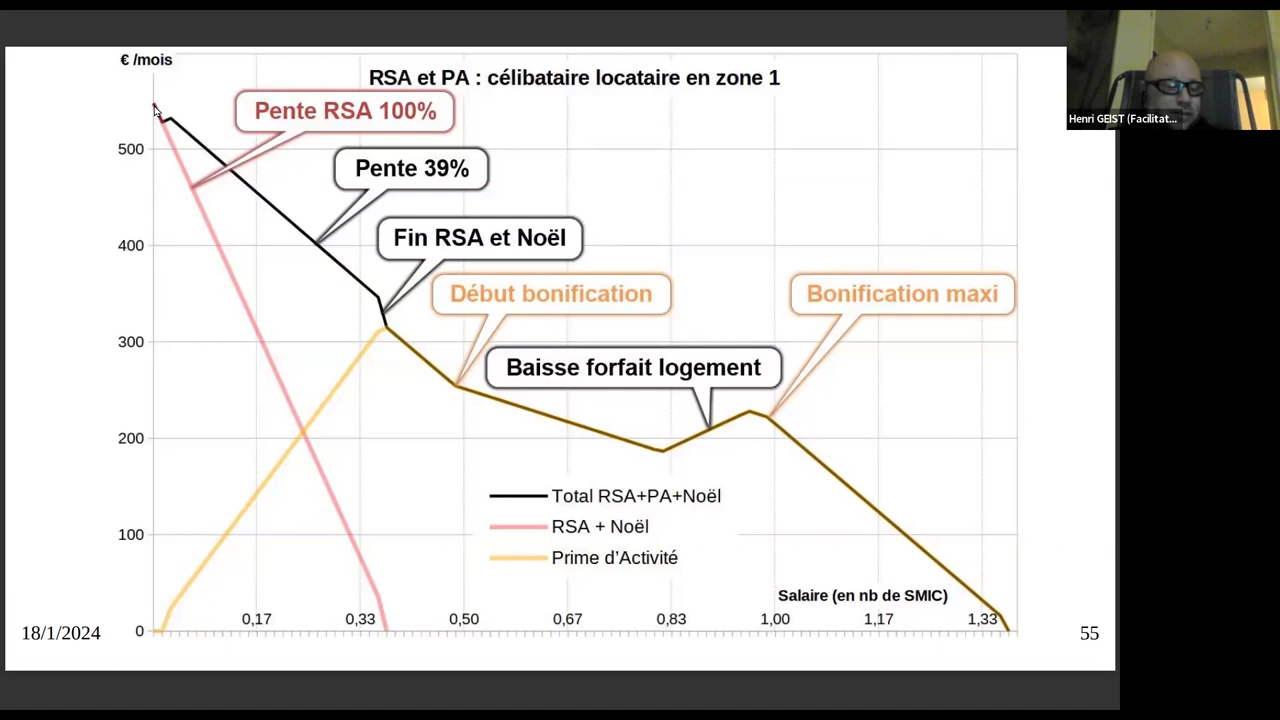 € /mois
RSA et PA : célibataire locataire en zone 1
Henri GEIST (Facilitat...
Pente RSA 100%
500
Pente 39%
400
Fin RSA et Noël
Début bonification
Bonification maxi
300
Baisse forfait logement
200
Total RSA+PA+Noël
RSA + Noël
100
Prime d’Activité
Salaire (en nb de SMIC)
0
0,17 0,33 0,50 0,67 0,83 1,00 1,17 1,33
18/1/2024
55